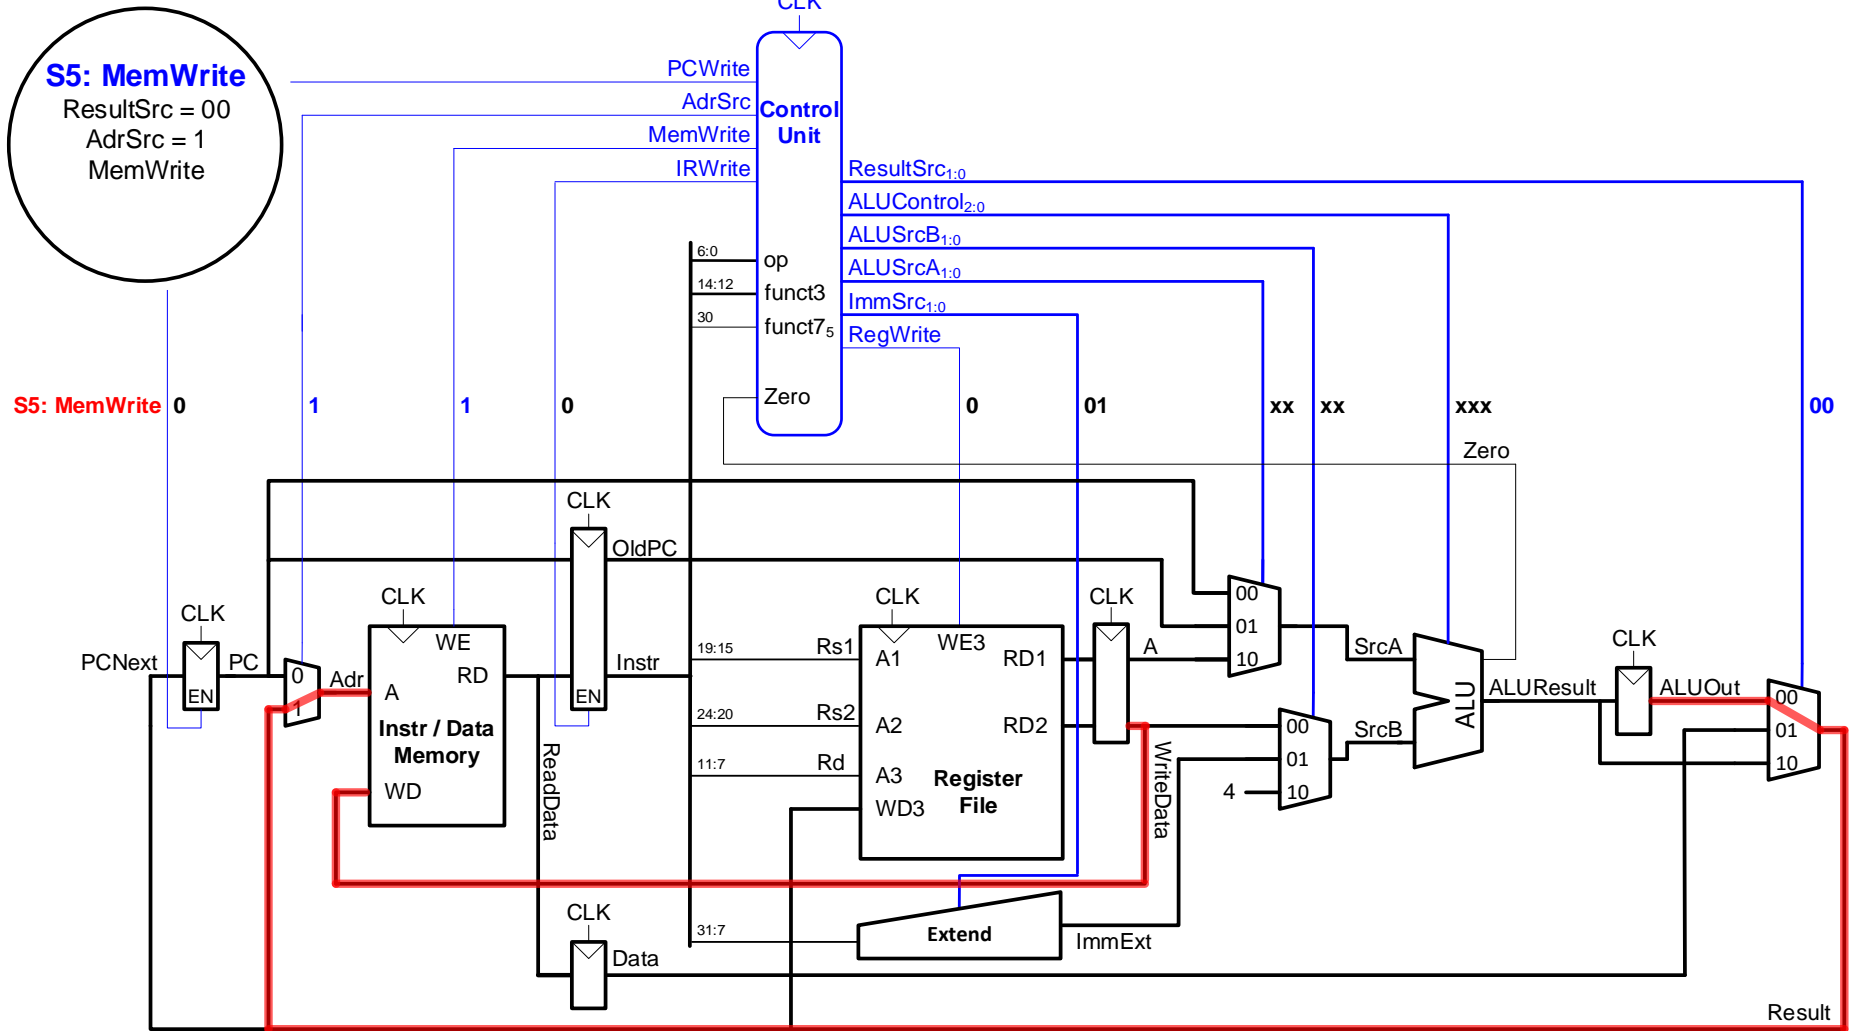 CLK
S5: MemWrite
ResultSrc = 00
AdrSrc = 1
MemWrite
PCWrite
AdrSrc
MemWrite
IRWrite
Control
Unit
ResultSrc1:0
ALUControl2:0
ALUSrcB1:0
ALUSrcA1:0
ImmSrc1:0
RegWrite
6:0
op
14:12
funct3
30
funct75
Zero
S5: MemWrite 0 1 1 0 0 01 xx xx xxx 00
Zero
CLK
OldPC
CLK
CLK
CLK
CLK
CLK
PCNext
EN
PC
0
1
Adr
WE
RD
A
Instr / Data
Memory
WD
ReadData
EN
Instr
19:15
Rs1
24:20
Rs2
11:7
Rd
A1
WE3
RD1
A2
RD2
A3
WD3
Register
File
A
WriteData
00
01
10
00
01
10
4
SrcA
SrcB
ALU
ALUResult
ALUOut
00
01
10
CLK
Data
31:7
Extend
ImmExt
Result